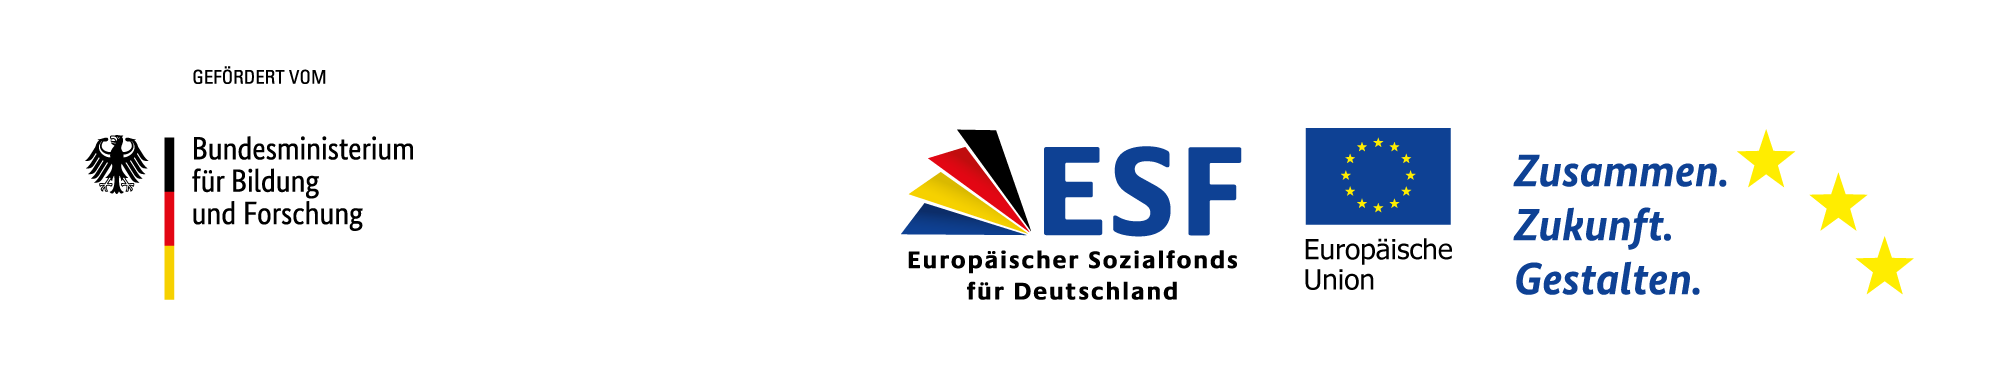 GEFÖRDERT VOM
Bundesministerium
für Bildung
und Forschung
ESF
Europäischer Sozialfonds
für Deutschland
Europäische
Union
Zusammen.
Zukunft.
Gestalten.